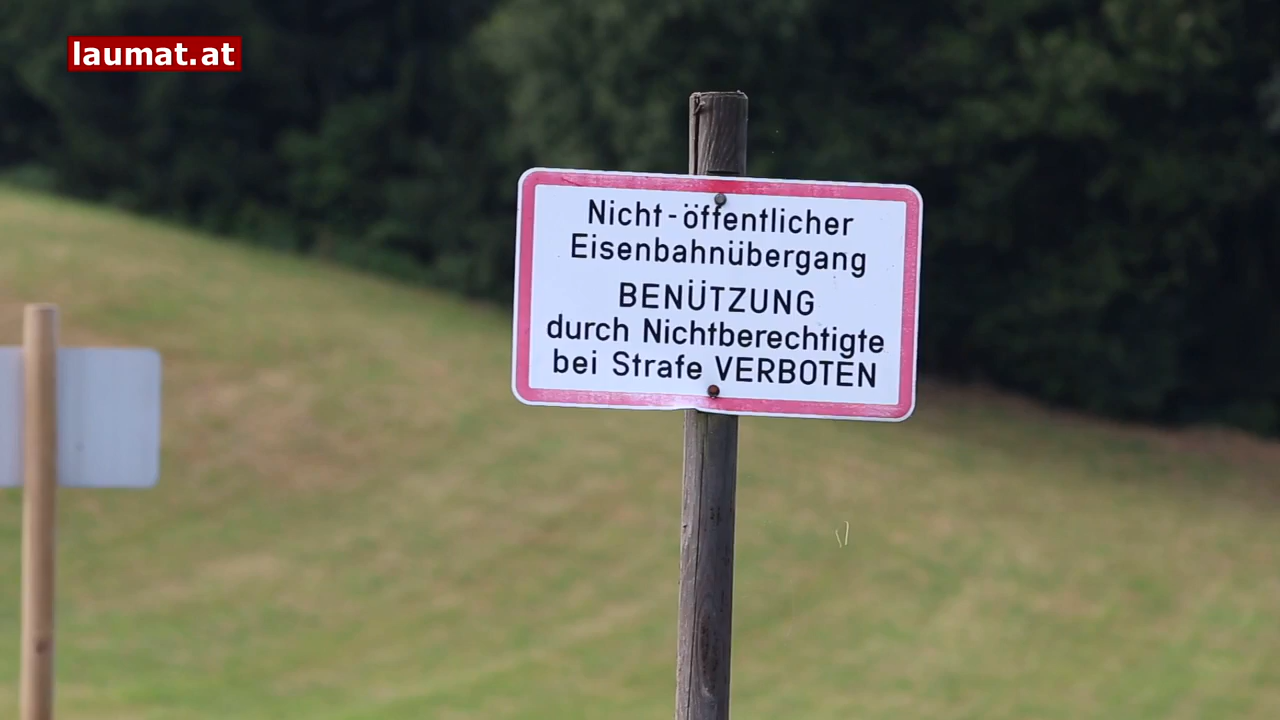 laumat.at
Nicht-öffentlicher
Eisenbahnübergang
BENÜTZUNG
durch Nichtberechtigte
bei Strafe VERBOTEN